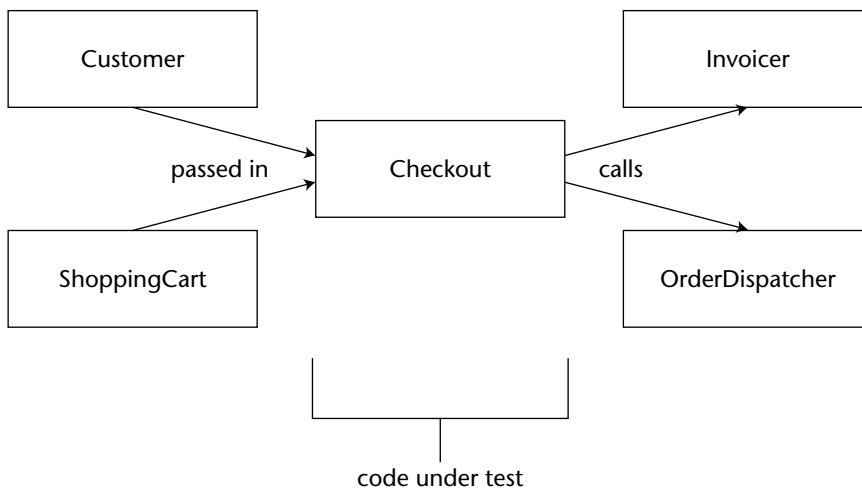 Customer
Invoicer
passed in
Checkout
calls
ShoppingCart
OrderDispatcher
code under test